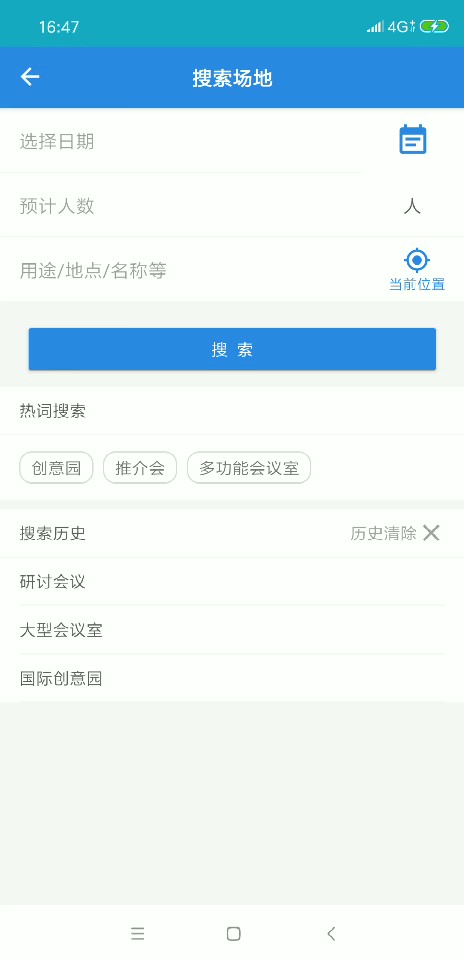 16:47
4G
搜索场地
选择日期
预计人数
人
用途/地点/名称等
当前位置
搜 索
热词搜索
创意园
推介会
多功能会议室
搜索历史
历史清除
研讨会议
大型会议室
国际创意园